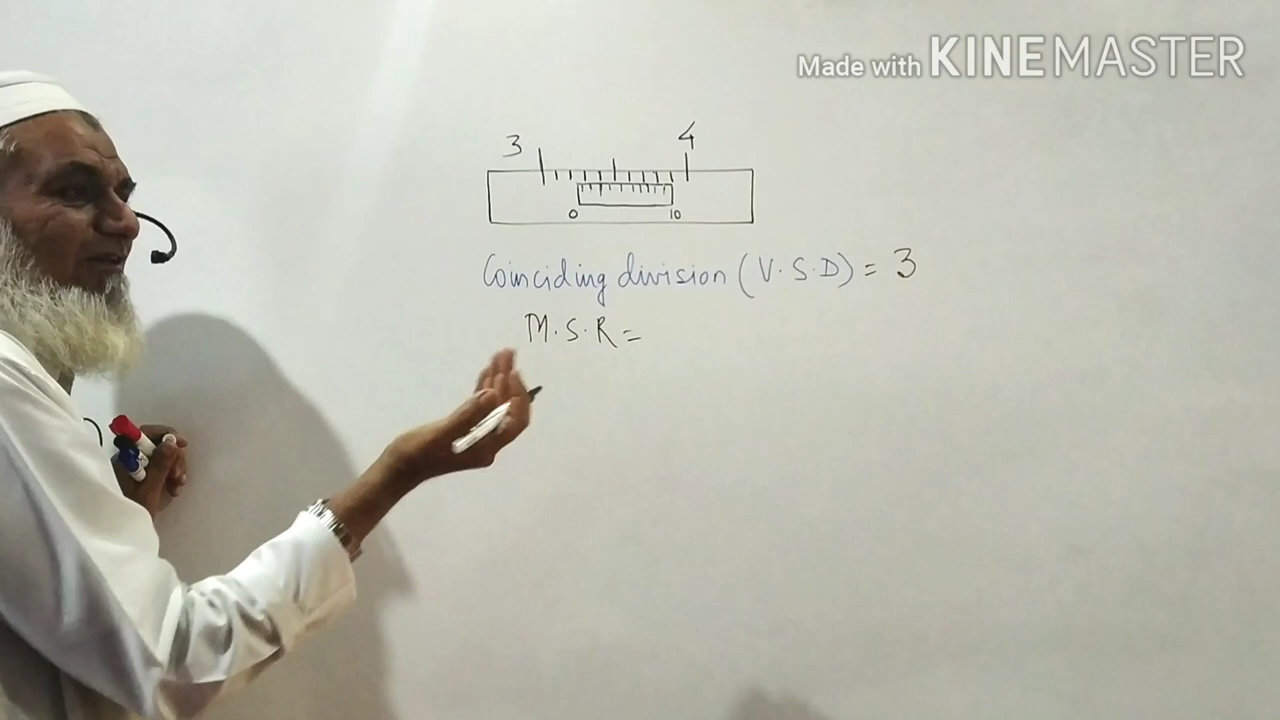 Made with KINEMASTER
3 4
0 10
Coinciding division (V.S.D) = 3
M.S.R =